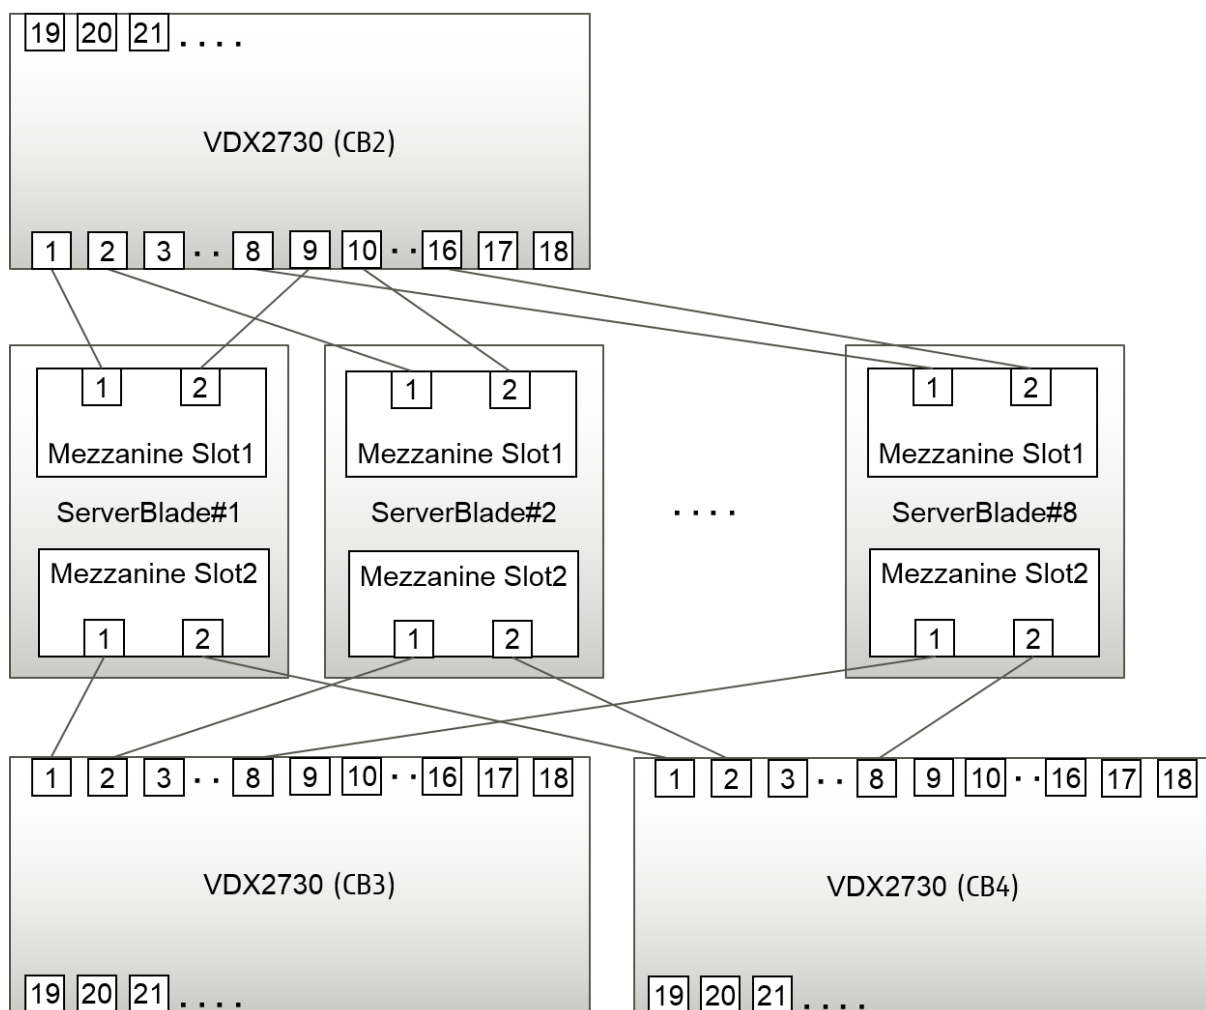 19 20 21 . . . .
VDX2730 (CB2)
1 2 3 . . 8 9 10 . . 16 17 18
1 2 1 2 1 2
Mezzanine Slot1 Mezzanine Slot1 Mezzanine Slot1
ServerBlade#1 ServerBlade#2 . . . . ServerBlade#8
Mezzanine Slot2 Mezzanine Slot2 Mezzanine Slot2
1 2 1 2 1 2
1 2 3 . . 8 9 10 . . 16 17 18 1 2 3 . . 8 9 10 . . 16 17 18
VDX2730 (CB3) VDX2730 (CB4)
19 20 21 . . . . 19 20 21 . . . .